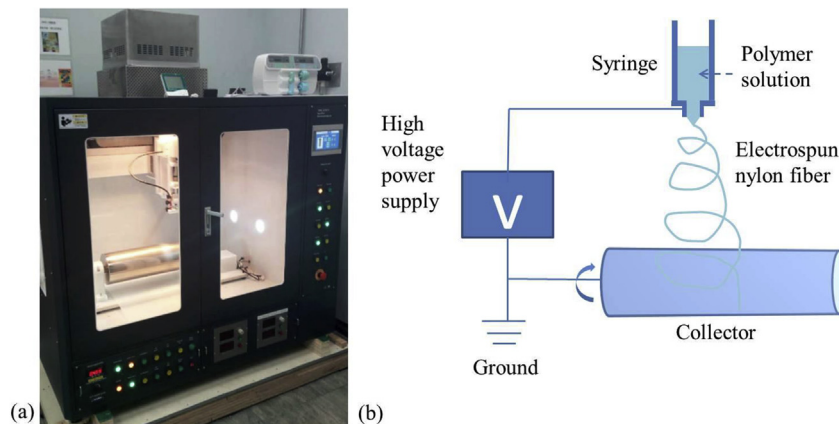 Syringe
Polymer
solution
High
voltage
power
supply
V
Electrospun
nylon fiber
Collector
Ground
(a)
(b)